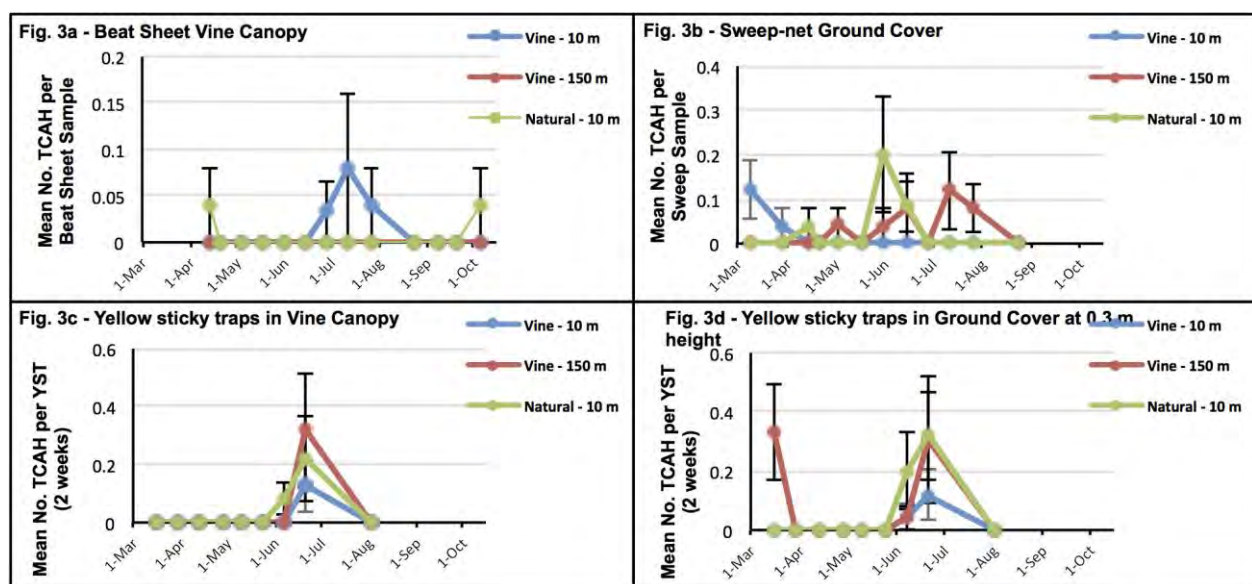 Fig. 3a - Beat Sheet Vine Canopy
Vine - 10 m
Vine - 150 m
Natural - 10 m
Mean No. TCAH per
Beat Sheet Sample
0.2
0.15
0.1
0.05
0
1-Mar
1-Apr
1-May
1-Jun
1-Jul
1-Aug
1-Sep
1-Oct
Fig. 3b - Sweep-net Ground Cover
Vine - 10 m
Vine - 150 m
Natural - 10 m
Mean No. TCAH per
Sweep Sample
0.4
0.3
0.2
0.1
0
1-Mar
1-Apr
1-May
1-Jun
1-Jul
1-Aug
1-Sep
1-Oct
Fig. 3c - Yellow sticky traps in Vine Canopy
Vine - 10 m
Vine - 150 m
Natural - 10 m
Mean No. TCAH per YST
(2 weeks)
0.6
0.4
0.2
0
1-Mar
1-Apr
1-May
1-Jun
1-Jul
1-Aug
1-Sep
1-Oct
Fig. 3d - Yellow sticky traps in Ground Cover at 0.3 m
height
Vine - 10 m
Vine - 150 m
Natural - 10 m
Mean No. TCAH per YST
(2 weeks)
0.6
0.4
0.2
0
1-Mar
1-Apr
1-May
1-Jun
1-Jul
1-Aug
1-Sep
1-Oct